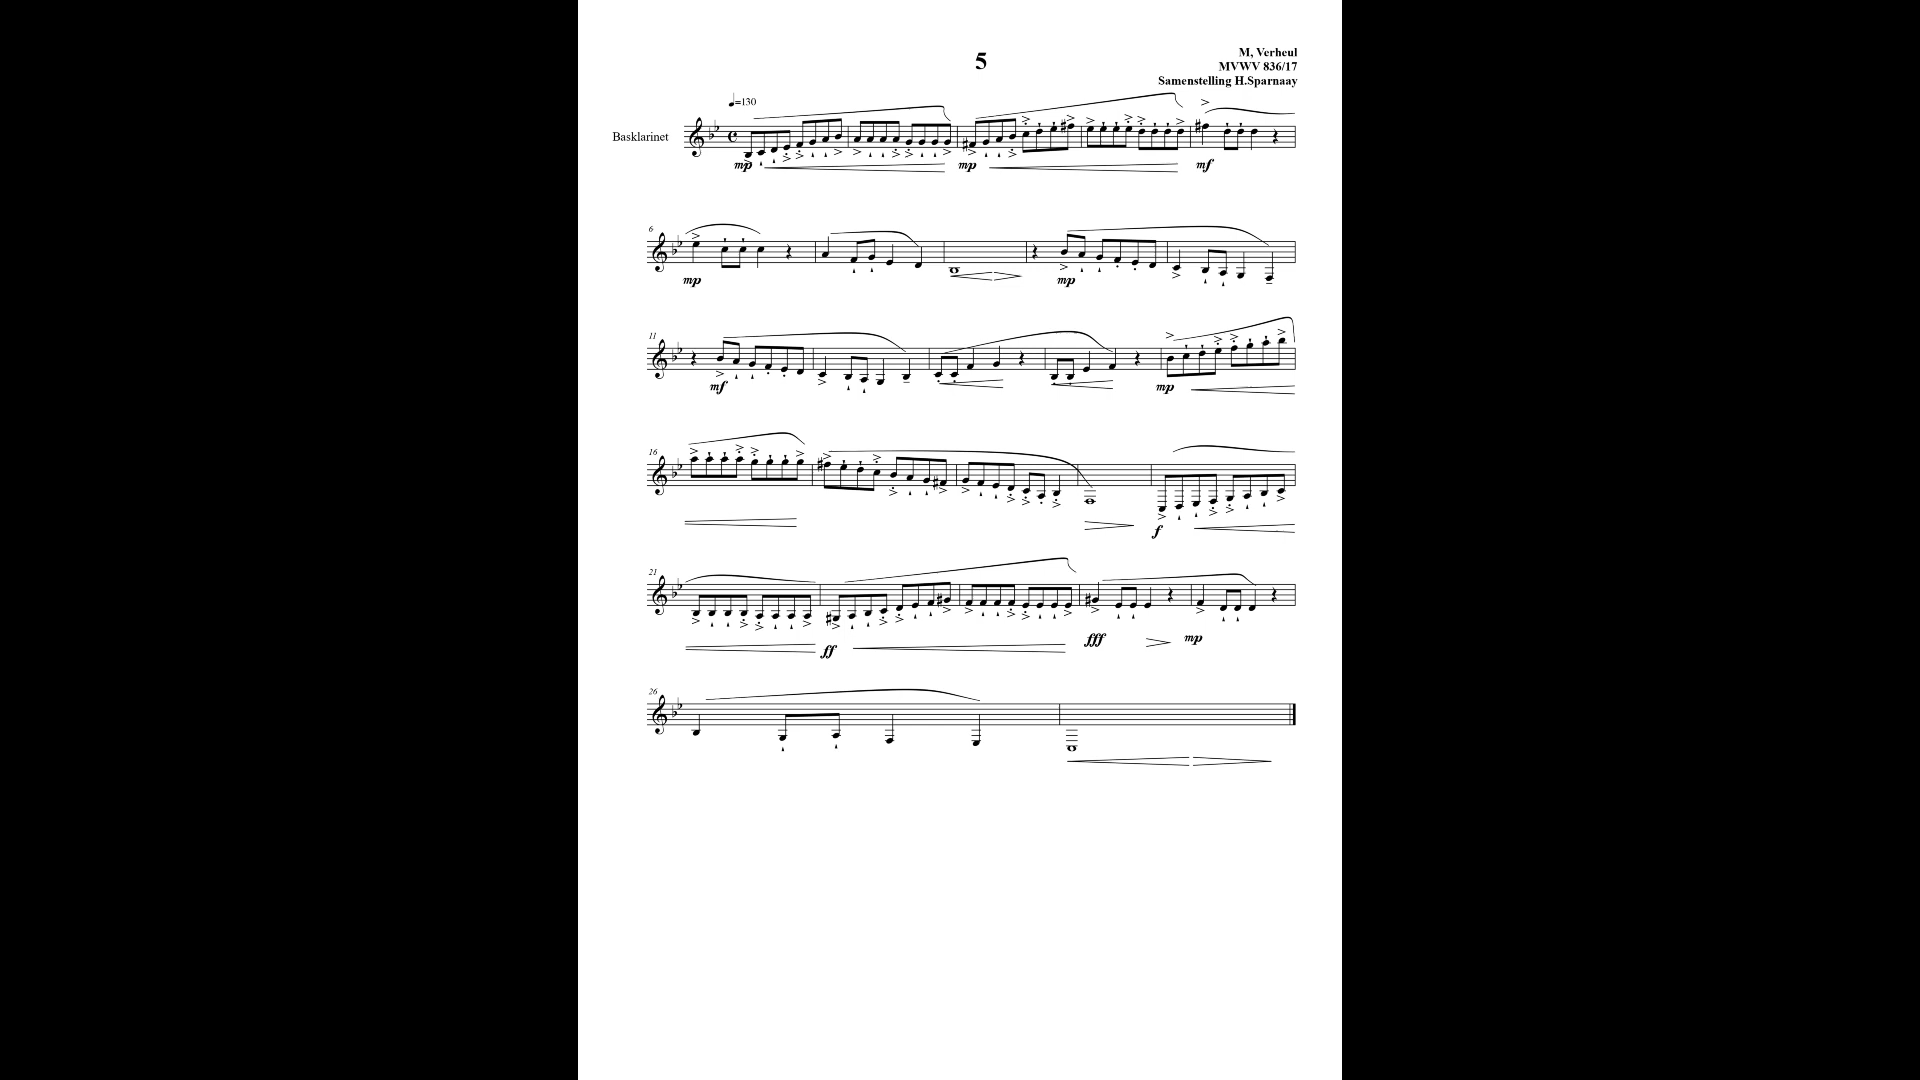 5
M, Verheul
MVWV 836/17
Samenstelling H.Sparnaay
=130
Basklarinet
mp mp mf
6
mp mp
11
mf mp
16
f
21
ff fff mp
26